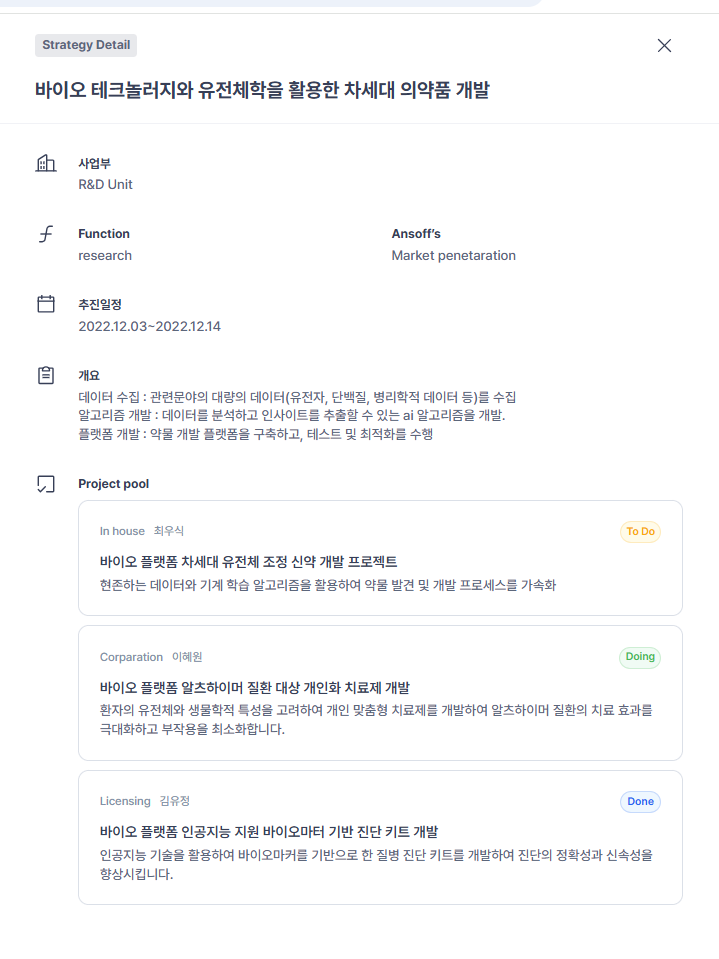 Strategy Detail
바이오 테크놀러지와 유전체학을 활용한 차세대 의약품 개발
사업부
R&D Unit
Function
Ansoff’s
research
Market penetaration
추진일정
2022.12.03~2022.12.14
개요
데이터 수집 : 관련문야의 대량의 데이터(유전자, 단백질, 병리학적 데이터 등)를 수집
알고리즘 개발 : 데이터를 분석하고 인사이트를 추출할 수 있는 ai 알고리즘을 개발.
플랫폼 개발 : 약물 개발 플랫폼을 구축하고, 테스트 및 최적화를 수행
Project pool
In house 최우식
To Do
바이오 플랫폼 차세대 유전체 조정 신약 개발 프로젝트
현존하는 데이터와 기계 학습 알고리즘을 활용하여 약물 발견 및 개발 프로세스를 가속화
Corparation 이혜원
Doing
바이오 플랫폼 알츠하이머 질환 대상 개인화 치료제 개발
환자의 유전체와 생물학적 특성을 고려하여 개인 맞춤형 치료제를 개발하여 알츠하이머 질환의 치료 효과를
극대화하고 부작용을 최소화합니다.
Licensing 김유정
Done
바이오 플랫폼 인공지능 지원 바이오마터 기반 진단 키트 개발
인공지능 기술을 활용하여 바이오마커를 기반으로 한 질병 진단 키트를 개발하여 진단의 정확성과 신속성을
향상시킵니다.